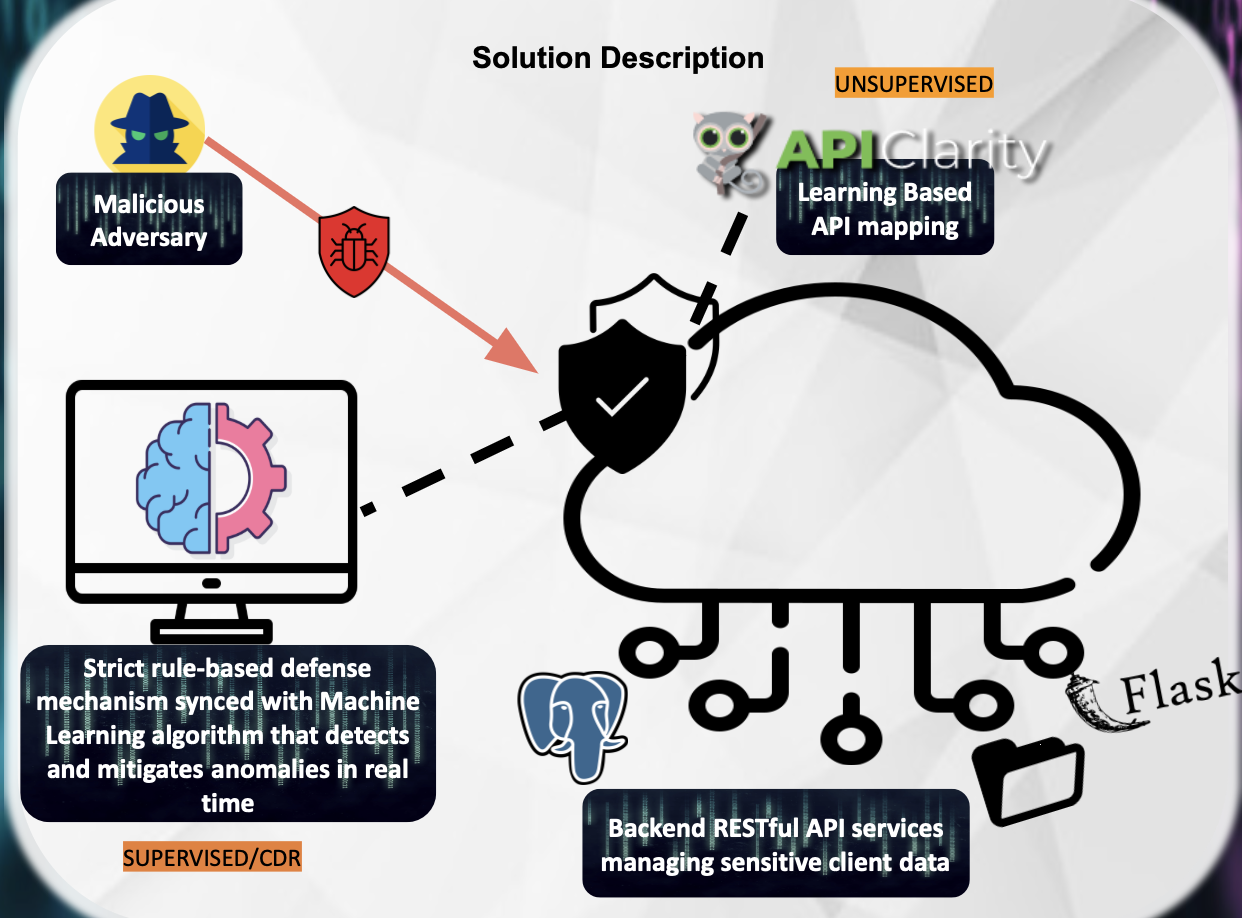 Solution Description
UNSUPERVISED
APIClarity
Learning Based
API mapping
Malicious
Adversary
Strict rule-based defense
mechanism synced with Machine
Learning algorithm that detects
and mitigates anomalies in real
time
SUPERVISED/CDR
Flask
Backend RESTful API services
managing sensitive client data